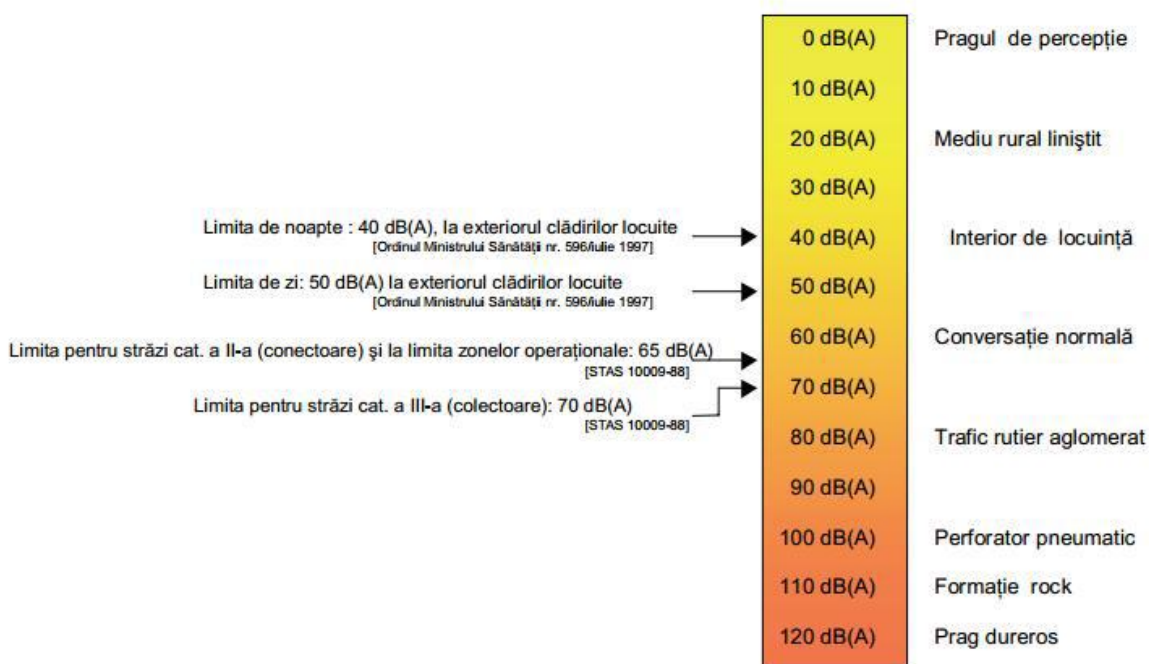 0 dB(A) Pragul de percepție
10 dB(A)
20 dB(A) Mediu rural liniştit
30 dB(A)
Limita de noapte : 40 dB(A), la exteriorul clădirilor locuite
[Ordinul Ministrului Sănătății nr. 596/iulie 1997]
40 dB(A) Interior de locuință
Limita de zi: 50 dB(A) la exteriorul clădirilor locuite
[Ordinul Ministrului Sănătății nr. 596/iulie 1997]
50 dB(A)
60 dB(A) Conversație normală
Limita pentru străzi cat. a II-a (conectoare) şi la limita zonelor operaționale: 65 dB(A)
[STAS 10009-88]
70 dB(A)
Limita pentru străzi cat. a III-a (colectoare): 70 dB(A)
[STAS 10009-88]
80 dB(A) Trafic rutier aglomerat
90 dB(A)
100 dB(A) Perforator pneumatic
110 dB(A) Formație rock
120 dB(A) Prag dureros